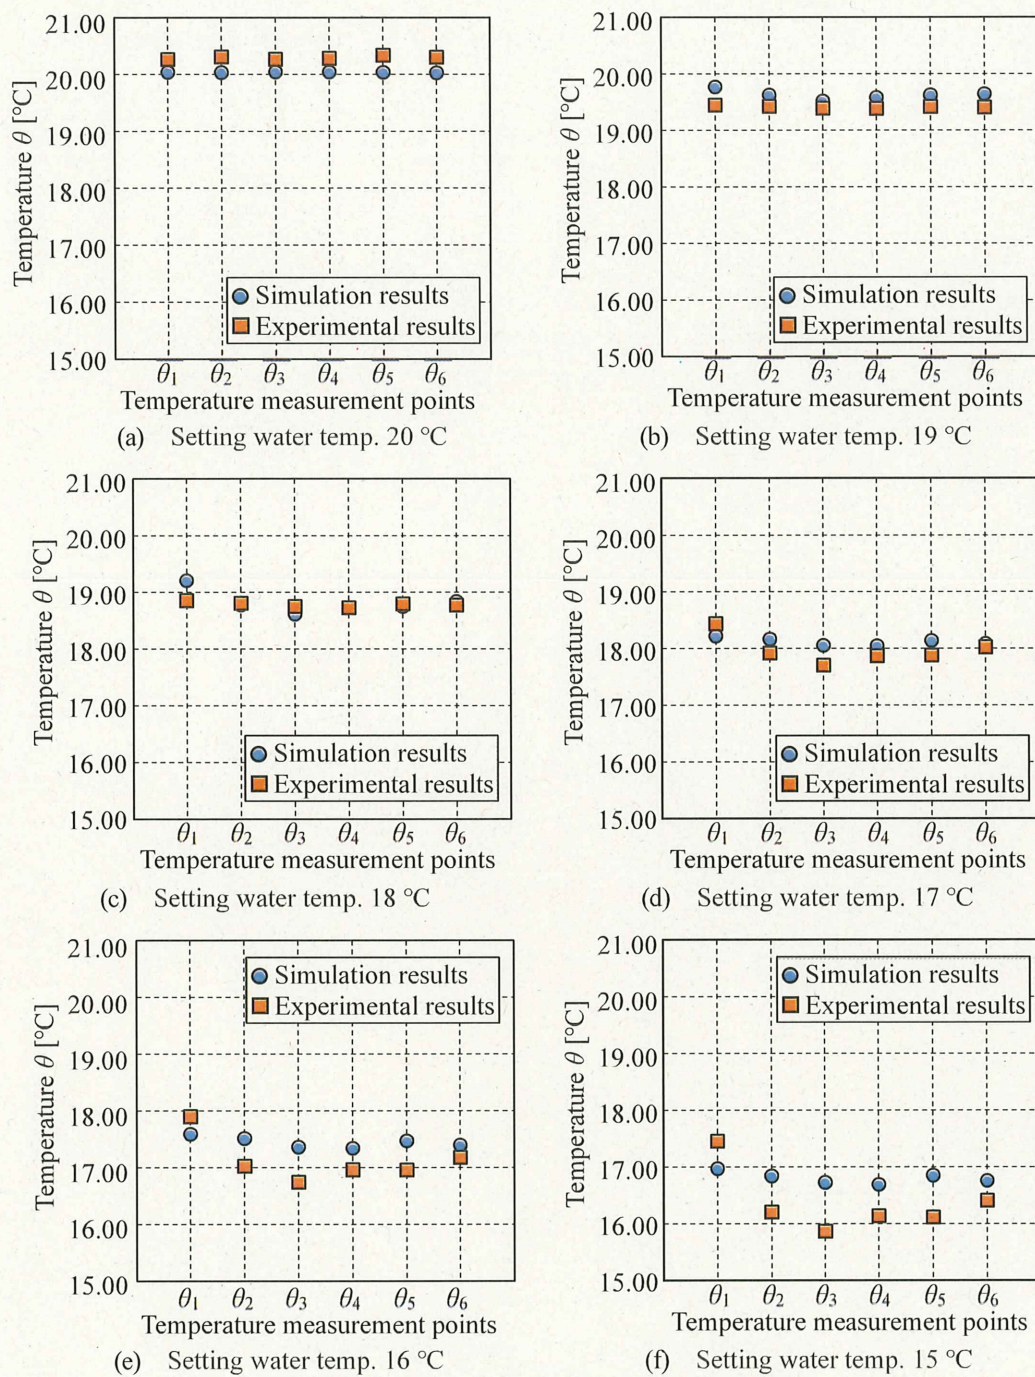 21.00
20.00
19.00
18.00
17.00
16.00
15.00
Temperature θ [°C]
Simulation results
Experimental results
θ1 θ2 θ3 θ4 θ5 θ6
Temperature measurement points
(a) Setting water temp. 20 °C
21.00
20.00
19.00
18.00
17.00
16.00
15.00
Temperature θ [°C]
Simulation results
Experimental results
θ1 θ2 θ3 θ4 θ5 θ6
Temperature measurement points
(b) Setting water temp. 19 °C
21.00
20.00
19.00
18.00
17.00
16.00
15.00
Temperature θ [°C]
Simulation results
Experimental results
θ1 θ2 θ3 θ4 θ5 θ6
Temperature measurement points
(c) Setting water temp. 18 °C
21.00
20.00
19.00
18.00
17.00
16.00
15.00
Temperature θ [°C]
Simulation results
Experimental results
θ1 θ2 θ3 θ4 θ5 θ6
Temperature measurement points
(d) Setting water temp. 17 °C
21.00
20.00
19.00
18.00
17.00
16.00
15.00
Temperature θ [°C]
Simulation results
Experimental results
θ1 θ2 θ3 θ4 θ5 θ6
Temperature measurement points
(e) Setting water temp. 16 °C
21.00
20.00
19.00
18.00
17.00
16.00
15.00
Temperature θ [°C]
Simulation results
Experimental results
θ1 θ2 θ3 θ4 θ5 θ6
Temperature measurement points
(f) Setting water temp. 15 °C